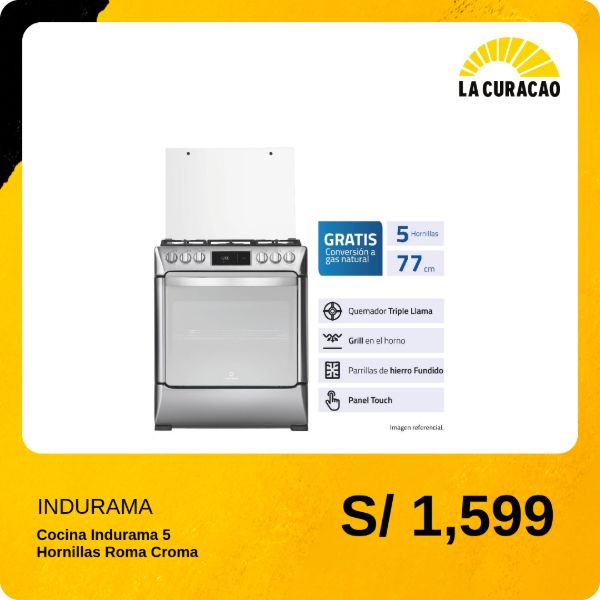 LA CURACAO
GRATIS
Conversión a
gas natural
5 Hornillas
77 cm
Quemador Triple Llama
Grill en el horno
Parrillas de hierro Fundido
Panel Touch
Imagen referencial.
INDURAMA
Cocina Indurama 5
Hornillas Roma Croma
S/ 1,599